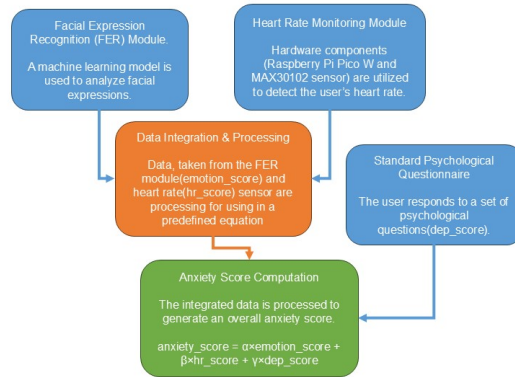 Facial Expression
Recognition (FER) Module.
A machine learning model is
used to analyze facial
expressions.
Heart Rate Monitoring Module
Hardware components
(Raspberry Pi Pico W and
MAX30102 sensor) are utilized
to detect the user's heart rate.
Data Integration & Processing
Data, taken from the FER
module(emotion_score) and
heart rate(hr_score) sensor are
processing for using in a
predefined equation
Standard Psychological
Questionnaire
The user responds to a set of
psychological
questions(dep_score).
Anxiety Score Computation
The integrated data is processed to
generate an overall anxiety score.
anxiety_score = α×emotion_score +
β×hr_score + γ×dep_score